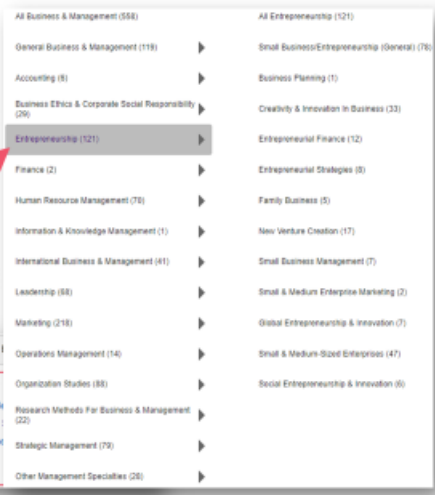 All Business & Management (558)
General Business & Management (119)
Accounting (6)
Business Ethics & Corporate Social Responsibility
(29)
Entrepreneurship (121)
Finance (2)
Human Resource Management (70)
Information & Knowledge Management (1)
International Business & Management (41)
Leadership (68)
Marketing (218)
Operations Management (14)
Organization Studies (88)
Research Methods For Business & Management
(22)
Strategic Management (79)
Other Management Specialties (28)
All Entrepreneurship (121)
Small Business/Entrepreneurship (General) (78)
Business Planning (1)
Creativity & Innovation In Business (33)
Entrepreneurial Finance (12)
Entrepreneurial Strategies (8)
Family Business (5)
New Venture Creation (17)
Small Business Management (7)
Small & Medium Enterprise Marketing (2)
Global Entrepreneurship & Innovation (7)
Small & Medium-Sized Enterprises (47)
Social Entrepreneurship & Innovation (6)